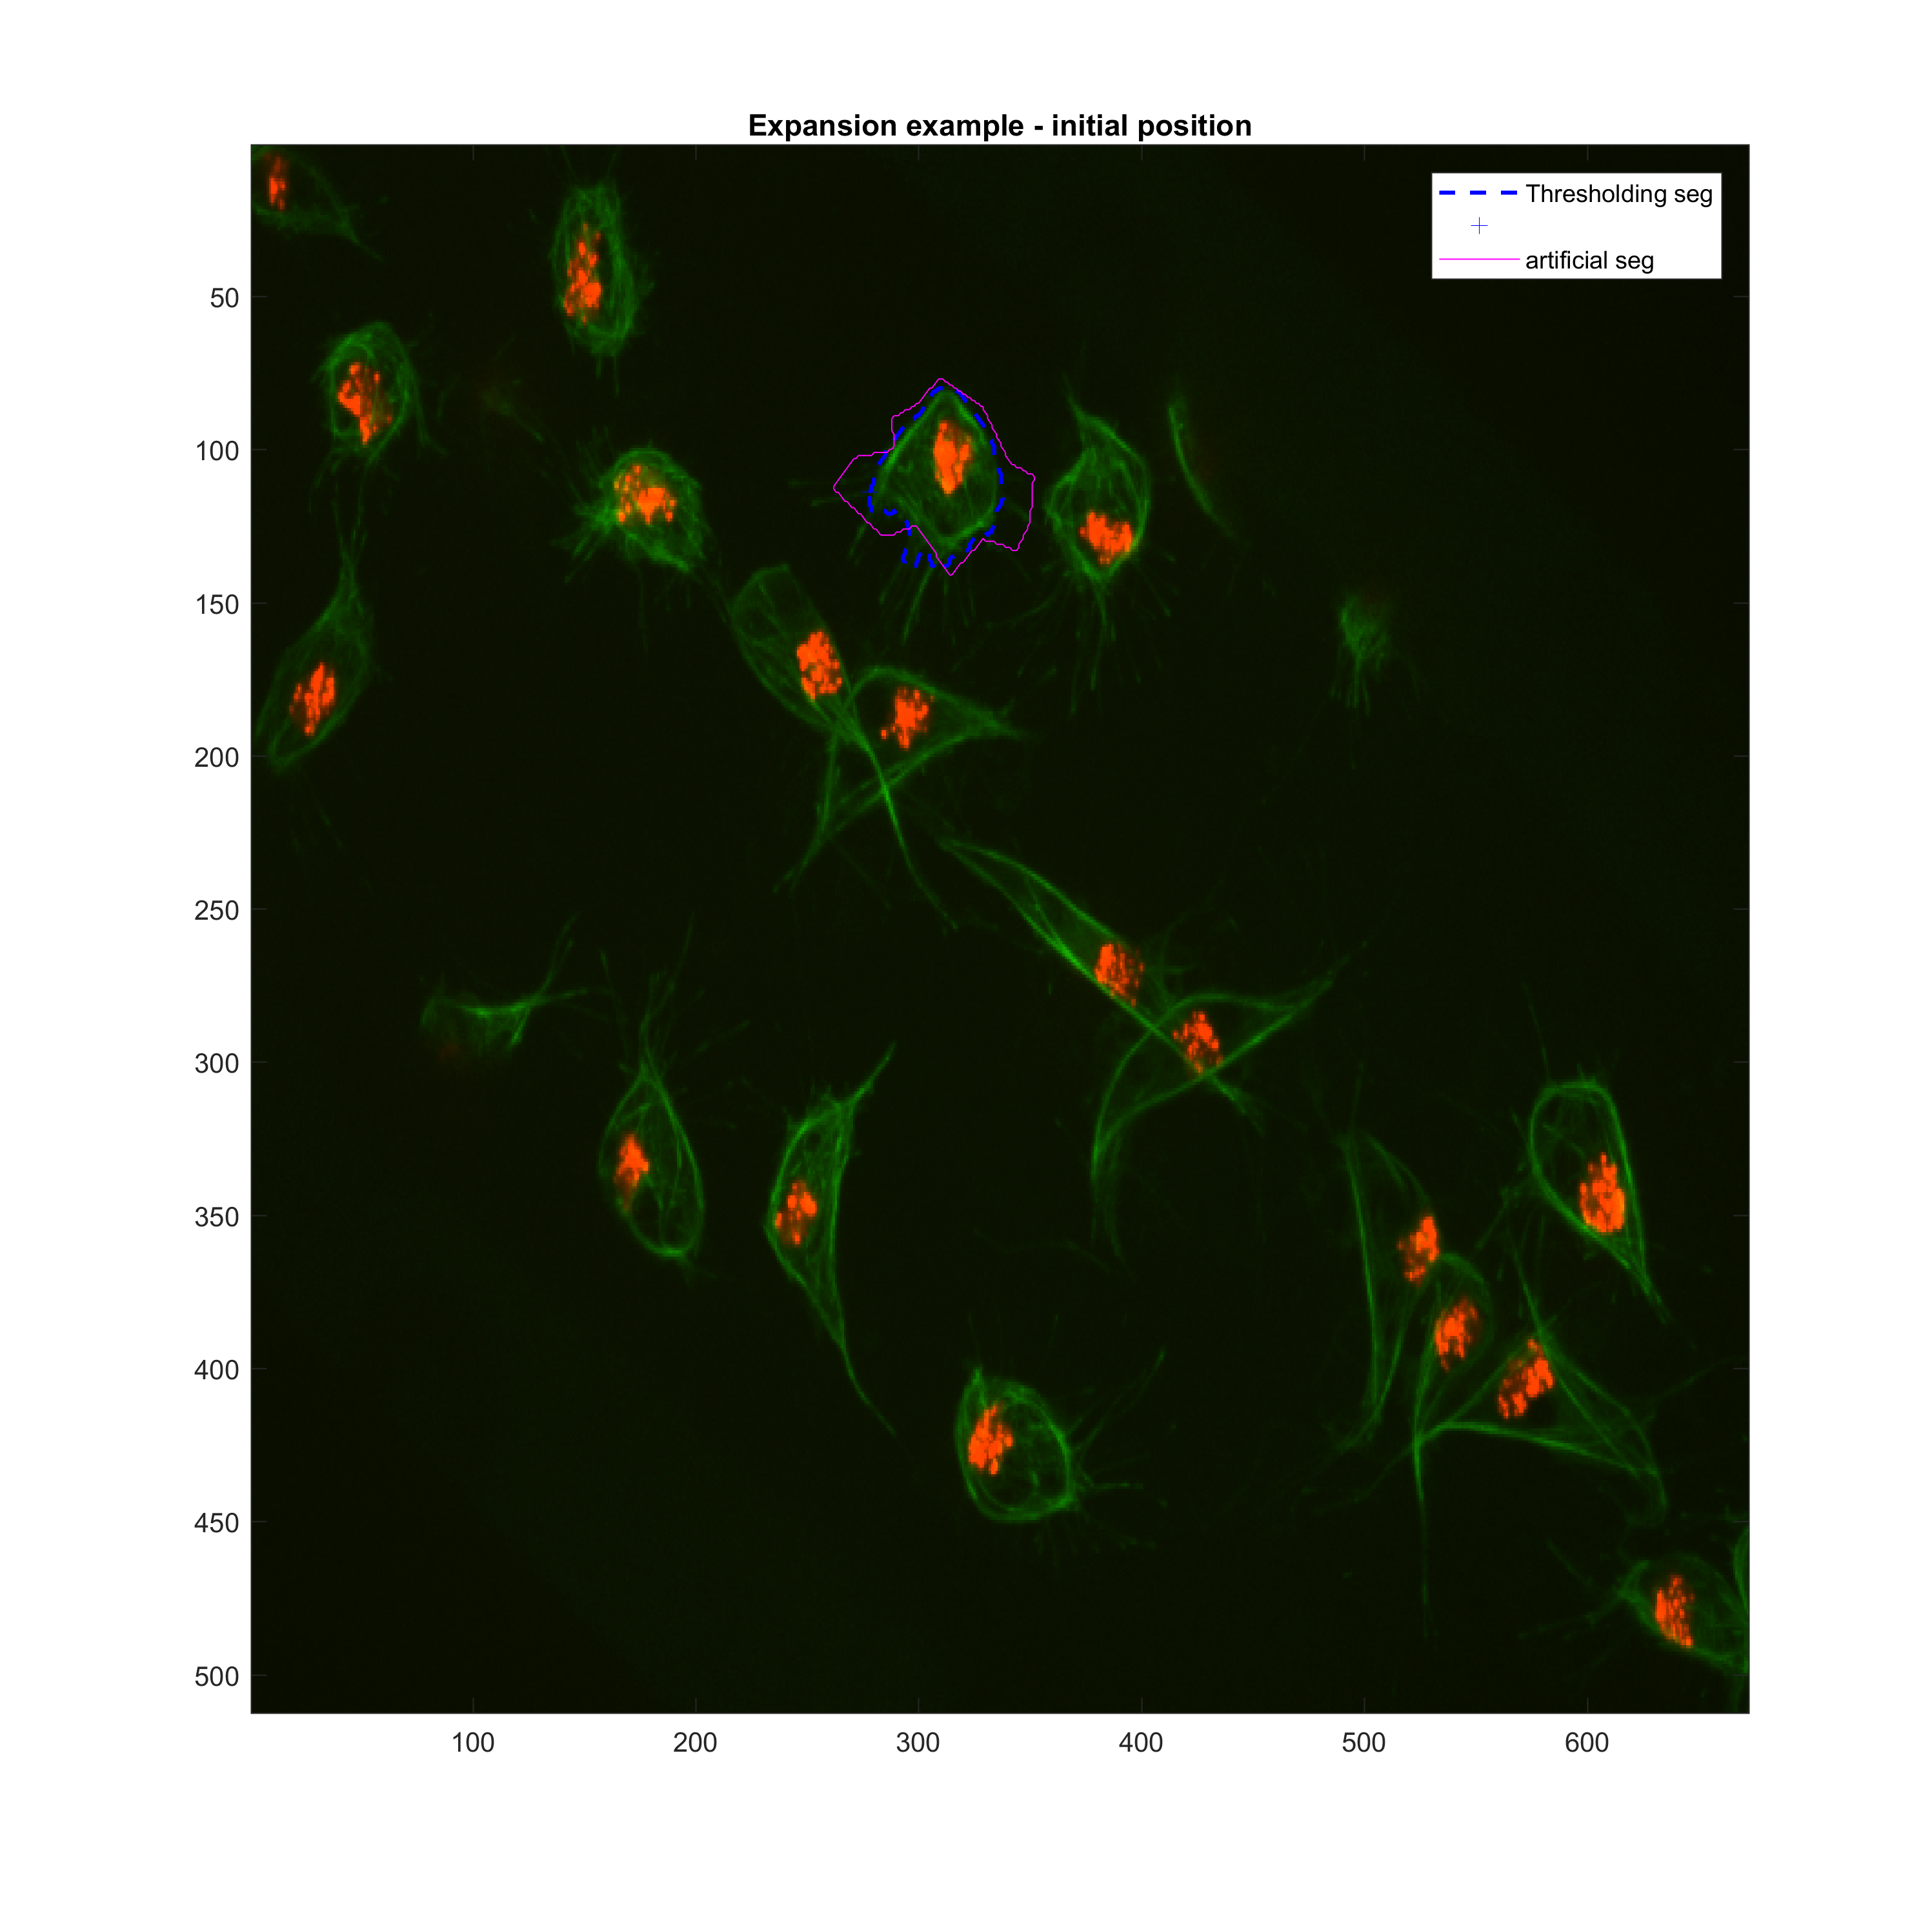 Expansion example - initial position
Thresholding seg
artificial seg
50
100
150
200
250
300
350
400
450
500
100 200 300 400 500 600